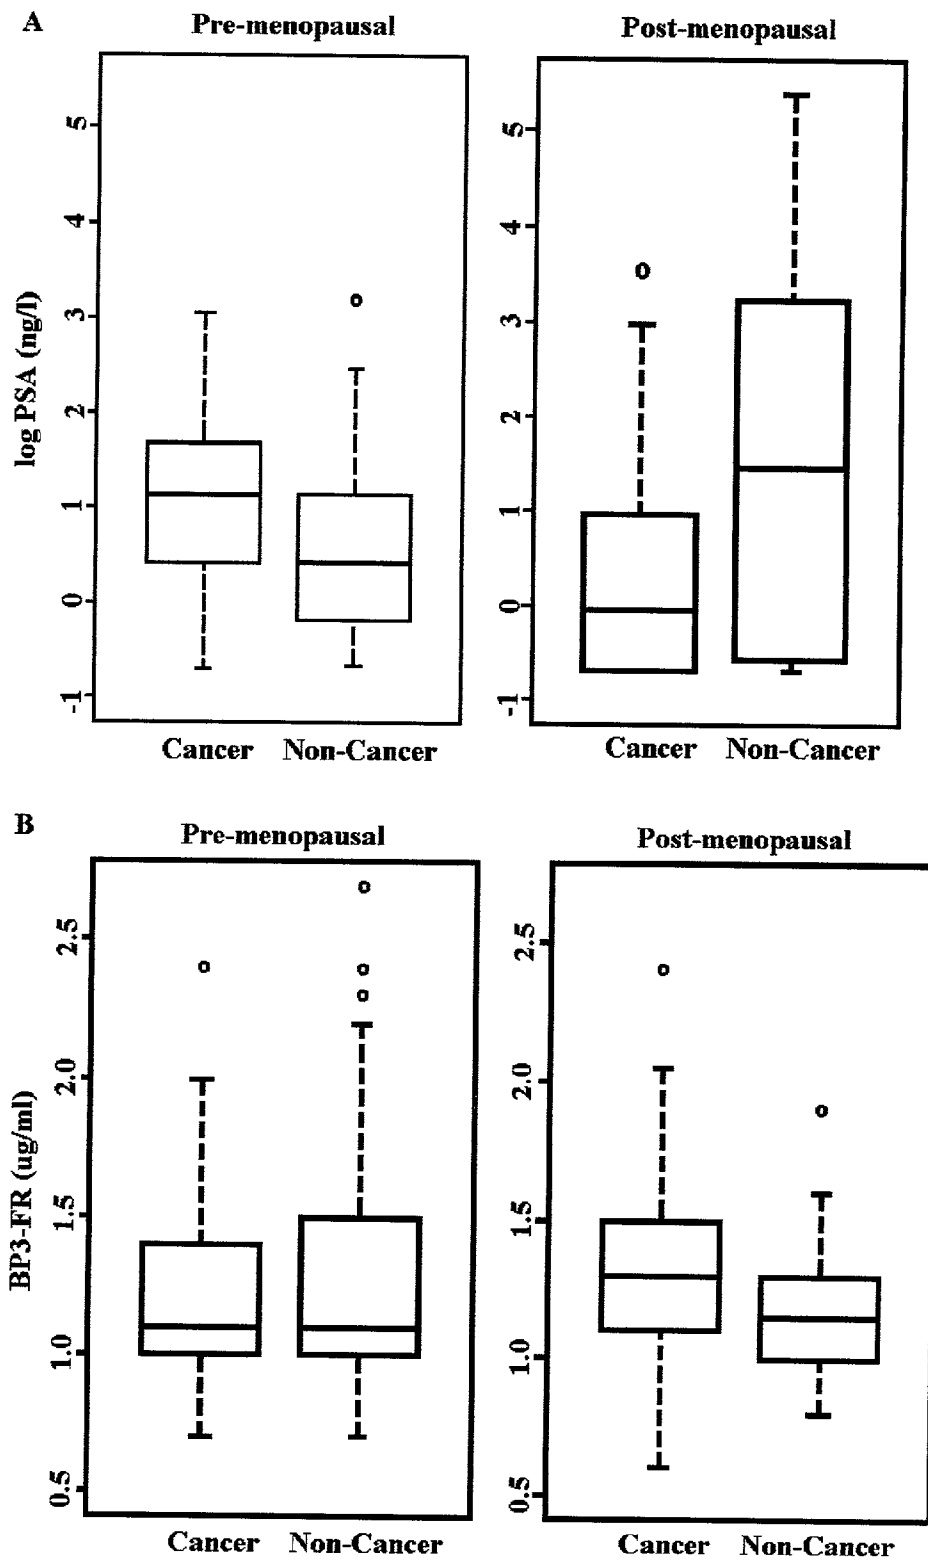 A
Pre-menopausal
Post-menopausal
log PSA (ng/l)
5
4
3
2
1
0
-1
5
4
3
2
1
0
-1
Cancer Non-Cancer
Cancer Non-Cancer
B
Pre-menopausal
Post-menopausal
BP3-FR (ug/ml)
2.5
2.0
1.5
1.0
0.5
2.5
2.0
1.5
1.0
0.5
Cancer Non-Cancer
Cancer Non-Cancer